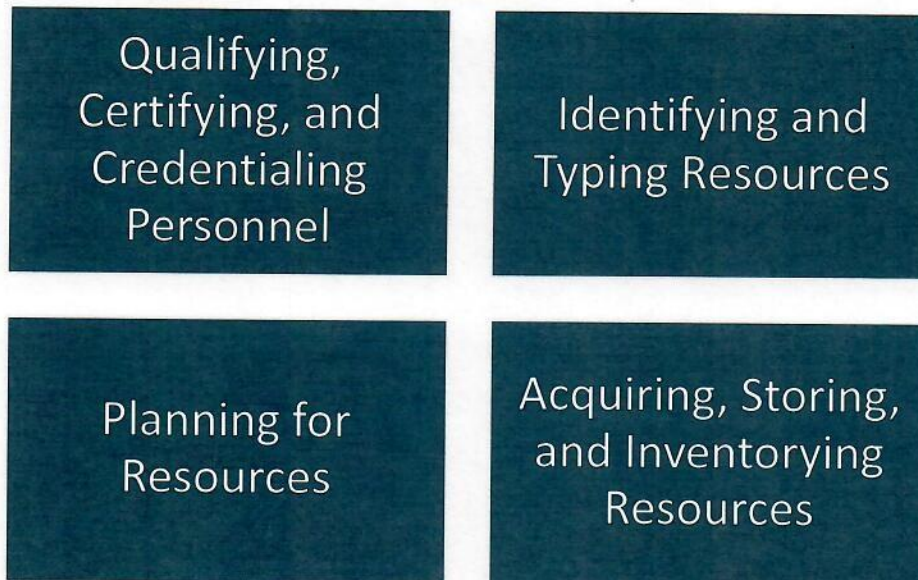 Qualifying,
Certifying, and
Credentialing
Personnel
Identifying and
Typing Resources
Planning for
Resources
Acquiring, Storing,
and Inventorying
Resources